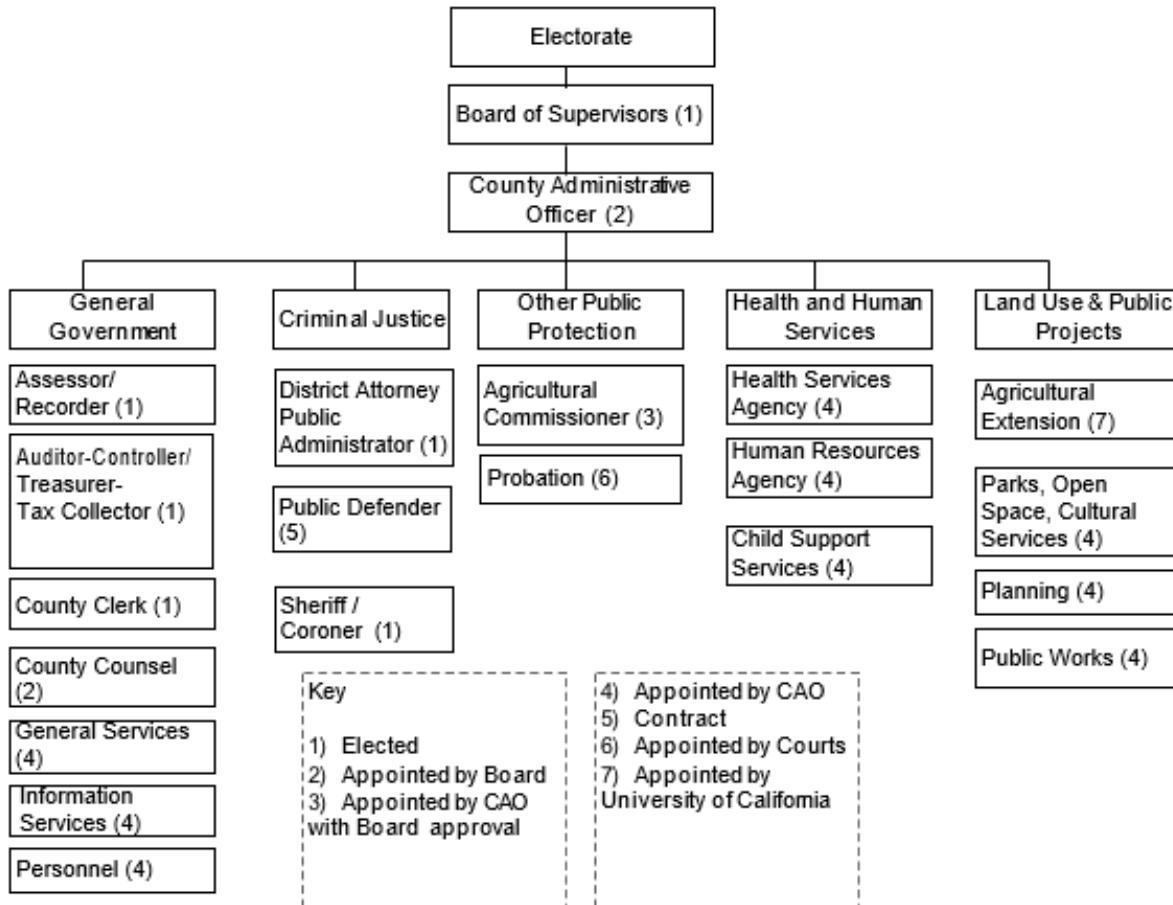 Electorate
Board of Supervisors (1)
County Administrative
Officer (2)
General
Government
Criminal Justice
Other Public
Protection
Health and Human
Services
Land Use & Public
Projects
Assessor/
Recorder (1)
Auditor-Controller/
Treasurer-
Tax Collector (1)
County Clerk (1)
County Counsel
(2)
General Services
(4)
Information
Services (4)
Personnel (4)
District Attorney
Public
Administrator (1)
Public Defender
(5)
Sheriff /
Coroner (1)
Agricultural
Commissioner (3)
Probation (6)
Health Services
Agency (4)
Human Resources
Agency (4)
Child Support
Services (4)
Agricultural
Extension (7)
Parks, Open
Space, Cultural
Services (4)
Planning (4)
Public Works (4)
Key
1) Elected
2) Appointed by Board
3) Appointed by CAO
with Board approval
4) Appointed by CAO
5) Contract
6) Appointed by Courts
7) Appointed by
University of California